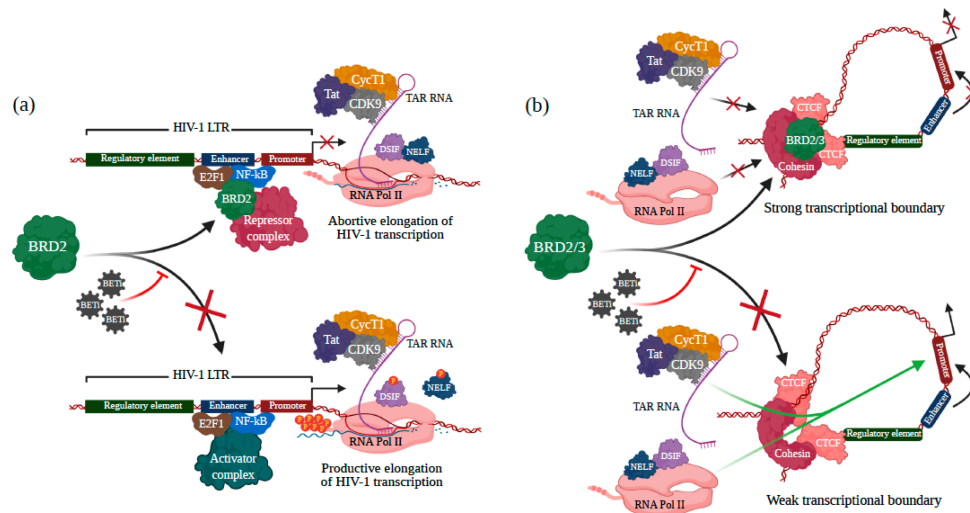 (a)
HIV-1 LTR
Regulatory element
Enhancer
Promoter
E2F1
NF-kB
BRD2
Repressor
complex
Tat
CycT1
CDK9
TAR RNA
DSIF
NELF
RNA Pol II
Abortive elongation of
HIV-1 transcription
BRD2
BETi
BETi
BETi
HIV-1 LTR
Regulatory element
Enhancer
Promoter
E2F1
NF-kB
Activator
complex
Tat
CycT1
CDK9
TAR RNA
P
DSIF
P
NELF
P P P
P P P P
P P
RNA Pol II
Productive elongation
of HIV-1 transcription
(b)
Tat
CycT1
CDK9
TAR RNA
NELF
DSIF
RNA Pol II
CTCF
BRD2/3
CTCF
Cohesin
Regulatory element
Enhancer
Promoter
Strong transcriptional boundary
BRD2/3
BETi
BETi
BETi
Tat
CycT1
CDK9
TAR RNA
NELF
DSIF
RNA Pol II
CTCF
CTCF
Cohesin
Regulatory element
Enhancer
Promoter
Weak transcriptional boundary